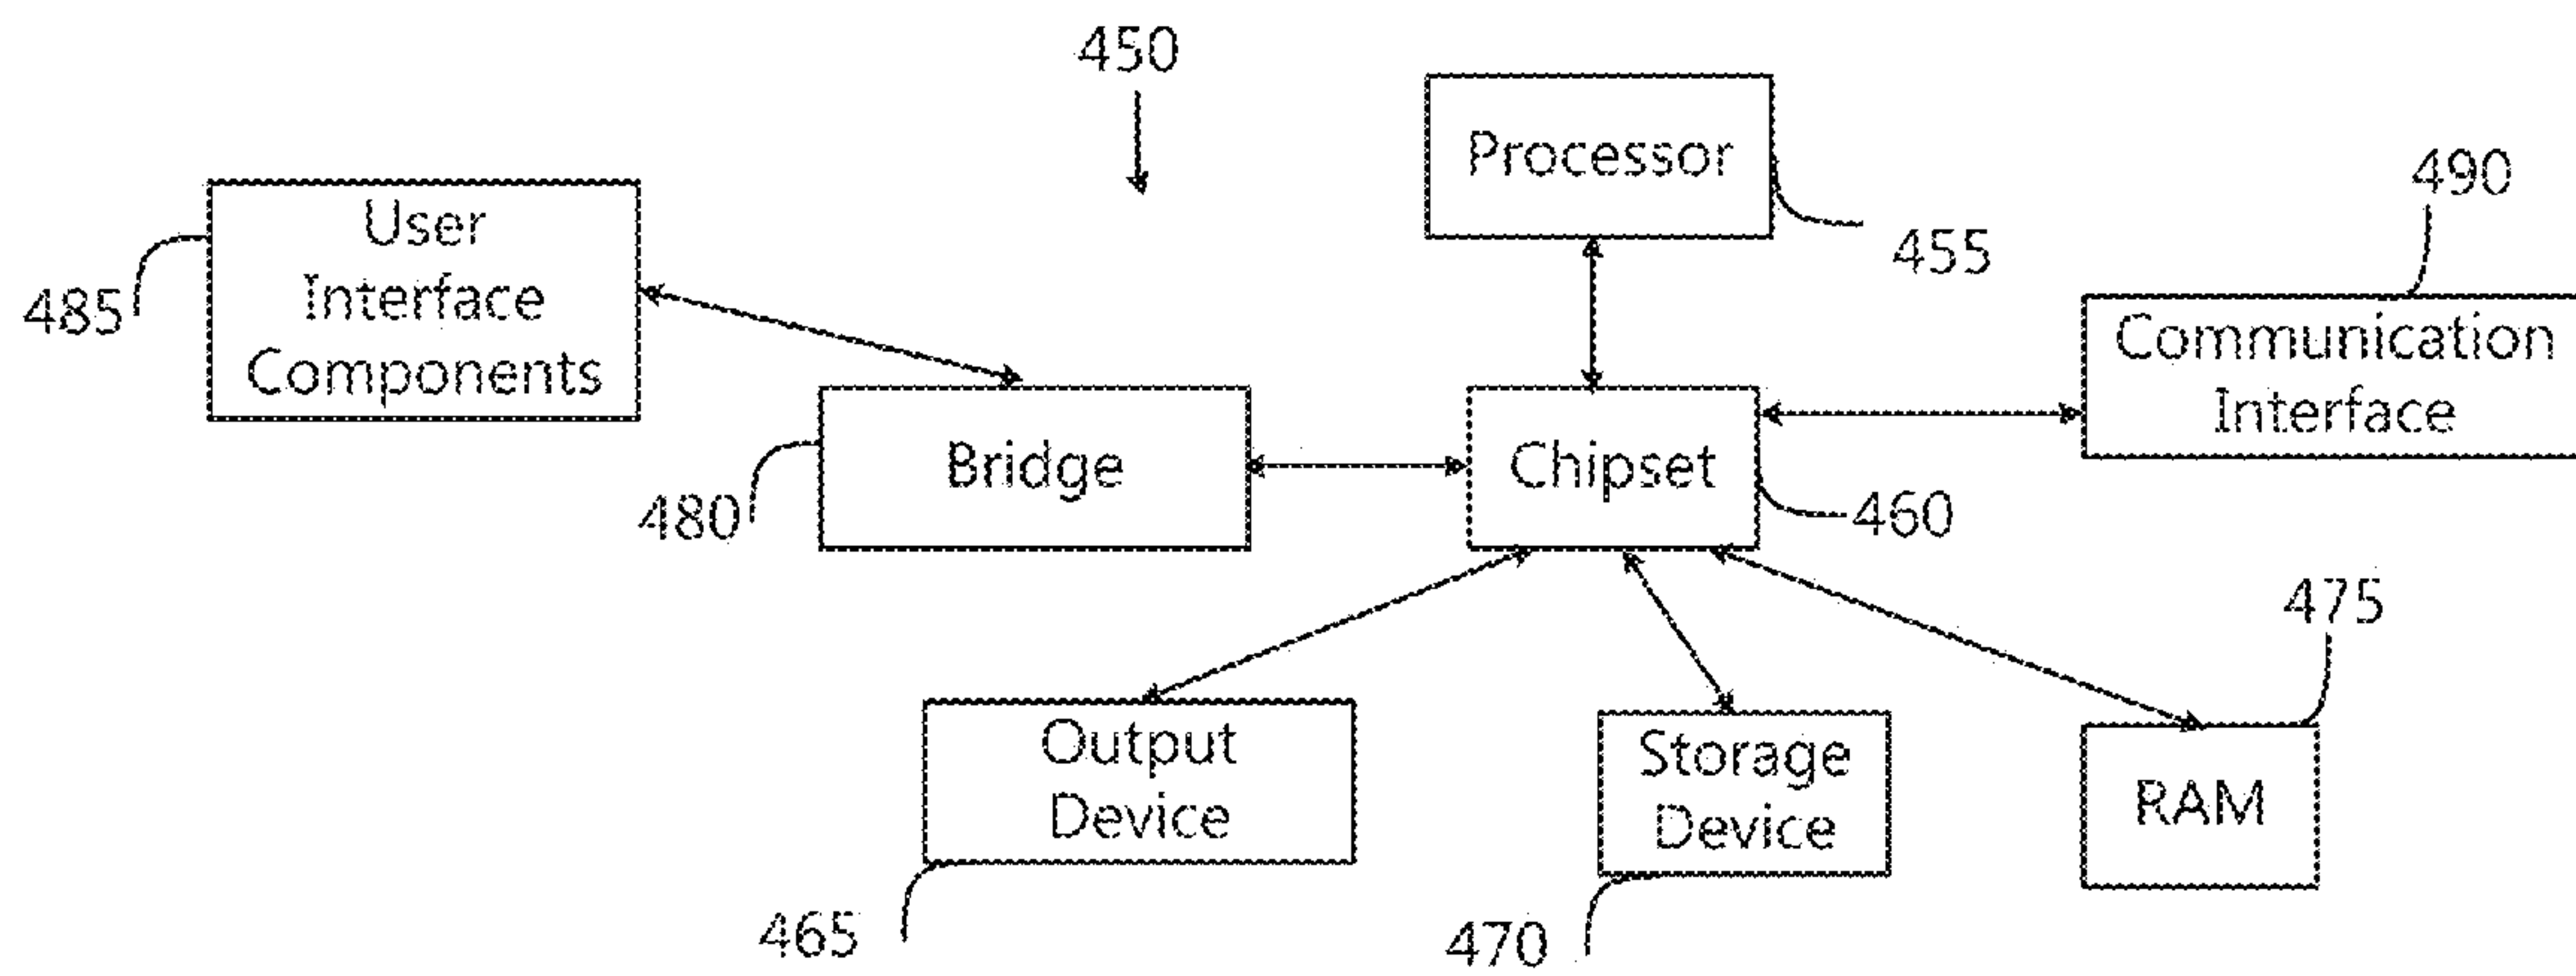 450
Processor
490
User
Interface
Components
455
485
Communication
Interface
Bridge
Chipset
480
460
475
Output
Device
Storage
Device
RAM
465
470